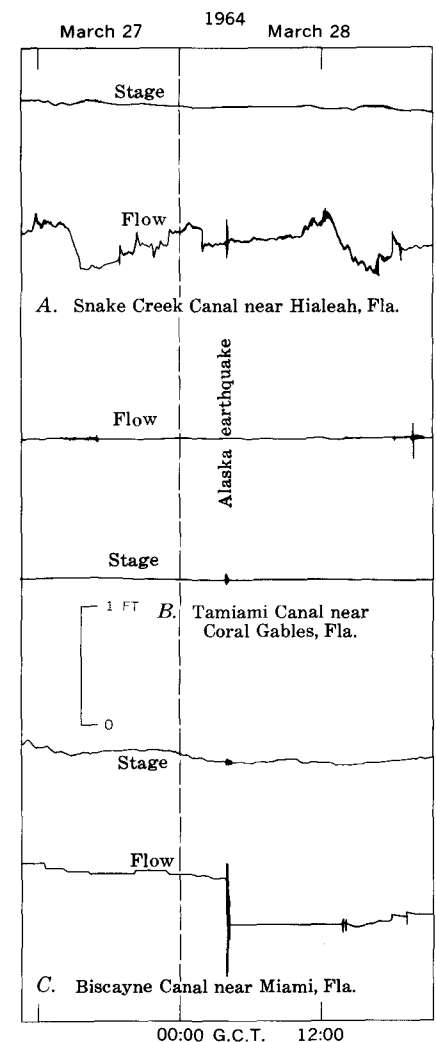 1964
March 27 March 28
Stage
Flow
A. Snake Creek Canal near Hialeah, Fla.
Alaska earthquake
Flow
Stage
1 FT
0
B. Tamiami Canal near
Coral Gables, Fla.
Stage
Flow
C. Biscayne Canal near Miami, Fla.
00:00 G.C.T. 12:00